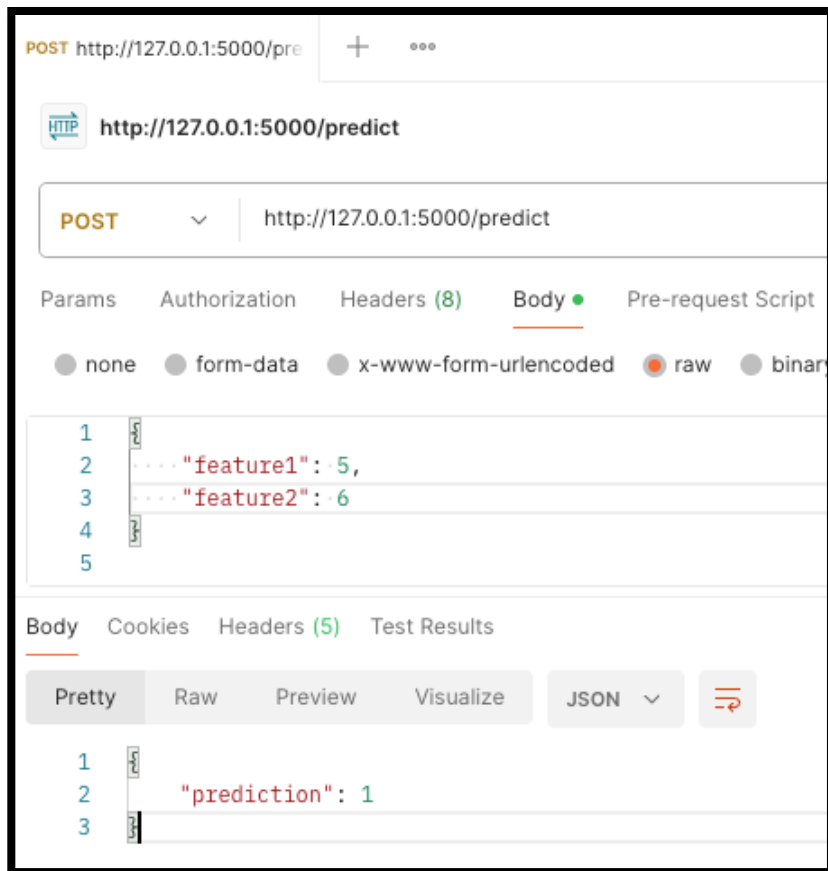 POST http://127.0.0.1:5000/pre
HTTP http://127.0.0.1:5000/predict
POST http://127.0.0.1:5000/predict
Params Authorization Headers (8) Body Pre-request Script
none form-data x-www-form-urlencoded raw binary
1 {
2 "feature1": 5,
3 "feature2": 6
4 }
5
Body Cookies Headers (5) Test Results
Pretty Raw Preview Visualize JSON
1 {
2 "prediction": 1
3 }